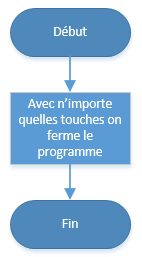 Début
Avec n'importe
quelles touches on
ferme le
programme
Fin